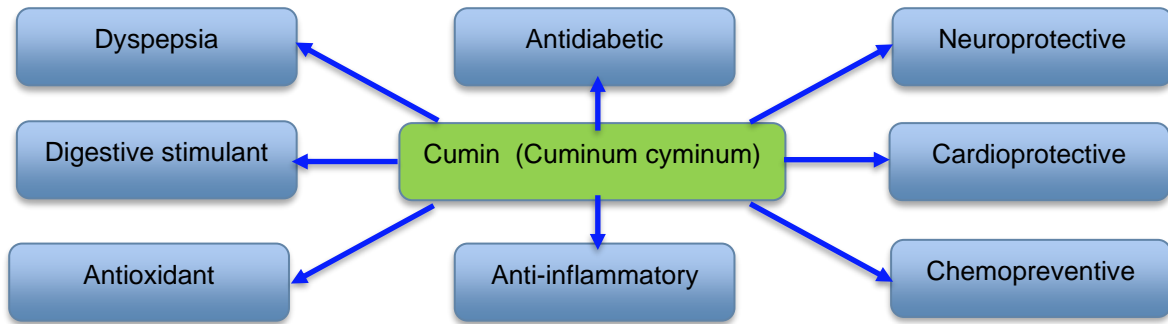 Dyspepsia
Antidiabetic
Neuroprotective
Digestive stimulant
Cumin (Cuminum cyminum)
Cardioprotective
Antioxidant
Anti-inflammatory
Chemopreventive